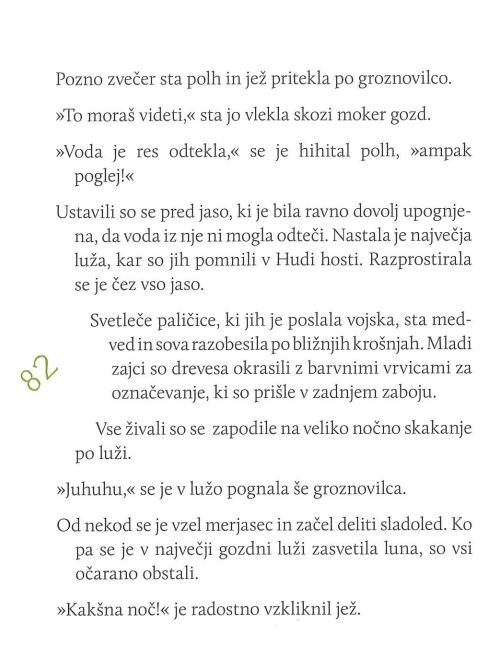 Pozno zvečer sta polh in jež pritekla po groznovilco.
»To moraš videti,« sta jo vlekla skozi moker gozd.
»Voda je res odtekla,« se je hihital polh, »ampak
poglej!«
Ustavili so se pred jaso, ki je bila ravno dovolj upognje-
na, da voda iz nje ni mogla odteči. Nastala je največja
luža, kar so jih pomnili v Hudi hosti. Razprostirala
se je čez vso jaso.
Svetleče paličice, ki jih je poslala vojska, sta med-
ved in sova razobesila po bližnjih krošnjah. Mladi
zajci so drevesa okrasili z barvnimi vrvicami za
označevanje, ki so prišle v zadnjem zaboju.
82
Vse živali so se zapodile na veliko nočno skakanje
po luži.
»Juhuhu,« se je v lužo pognala še groznovilca.
Od nekod se je vzel merjasec in začel deliti sladoled. Ko
pa se je v največji gozdni luži zasvetila luna, so vsi
očarano obstali.
»Kakšna noč!« je radostno vzkliknil jež.